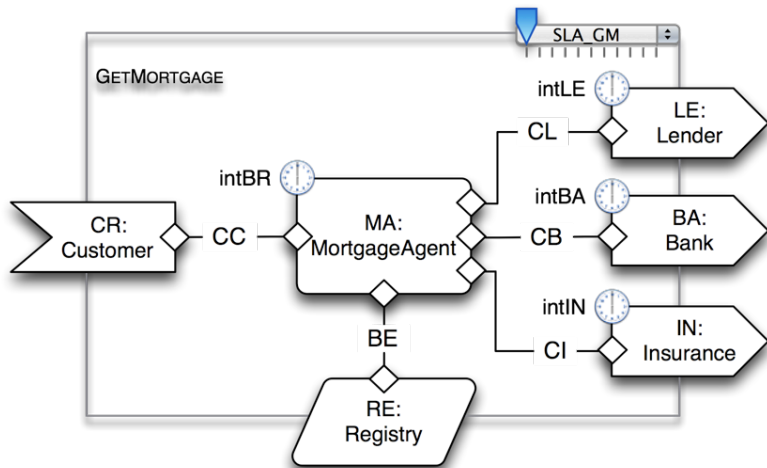 SLA_GM
GETMORTGAGE
intLE
LE:
Lender
CL
intBR
intBA
CR:
Customer
CC
MA:
MortgageAgent
CB
BA:
Bank
intIN
BE
CI
IN:
Insurance
RE:
Registry